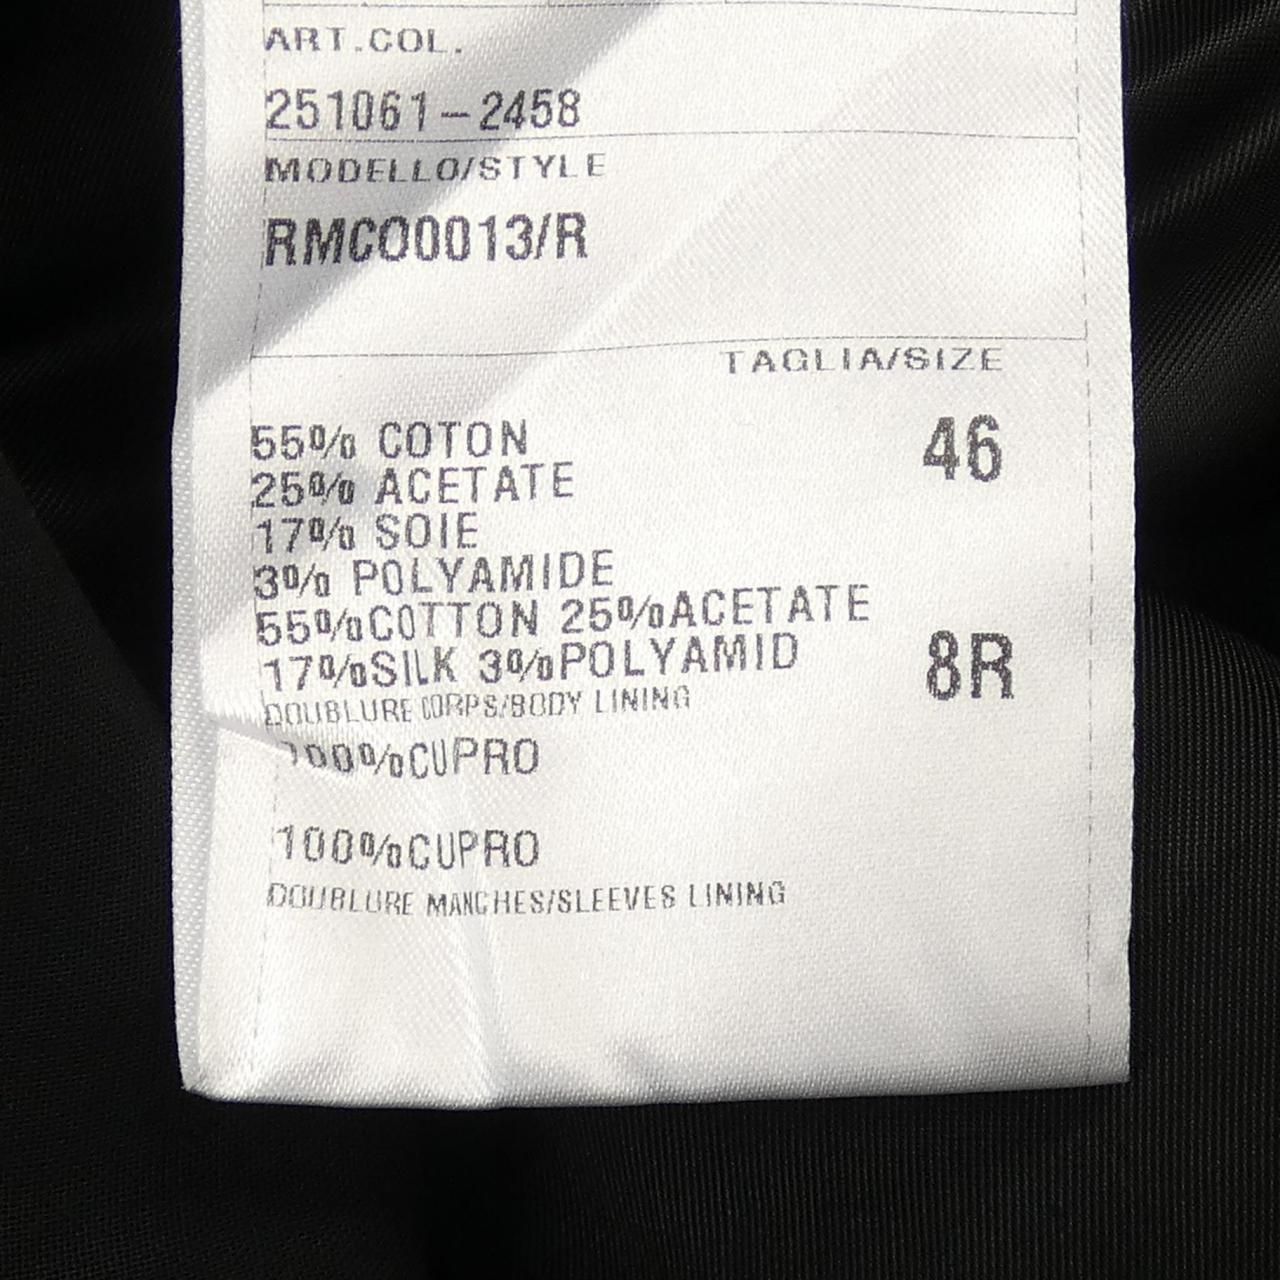 ART.COL.
251061-2458
MODELLO/STYLE
RMCO0013/R
TAGLIA/SIZE
46
55% COTON
25% ACETATE
17% SOIE
3% POLYAMIDE
55%COTTON 25%ACETATE
17%SILK 3%POLYAMID
8R
DOUBLURE CORPS/BODY LINING
100%CUPRO
100%CUPRO
DOUBLURE MANCHES/SLEEVES LINING